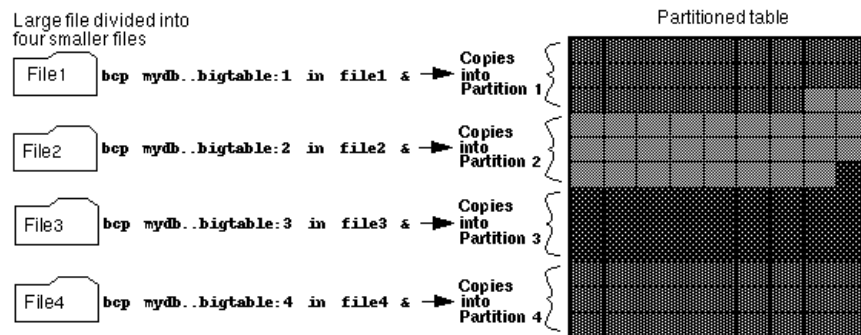 Large file divided into
four smaller files
Partitioned table
File1
bcp mydb..bigtable:1 in file1 &
Copies
into
Partition 1
File2
bcp mydb..bigtable:2 in file2 &
Copies
into
Partition 2
File3
bcp mydb..bigtable:3 in file3 &
Copies
into
Partition 3
File4
bcp mydb..bigtable:4 in file4 &
Copies
into
Partition 4